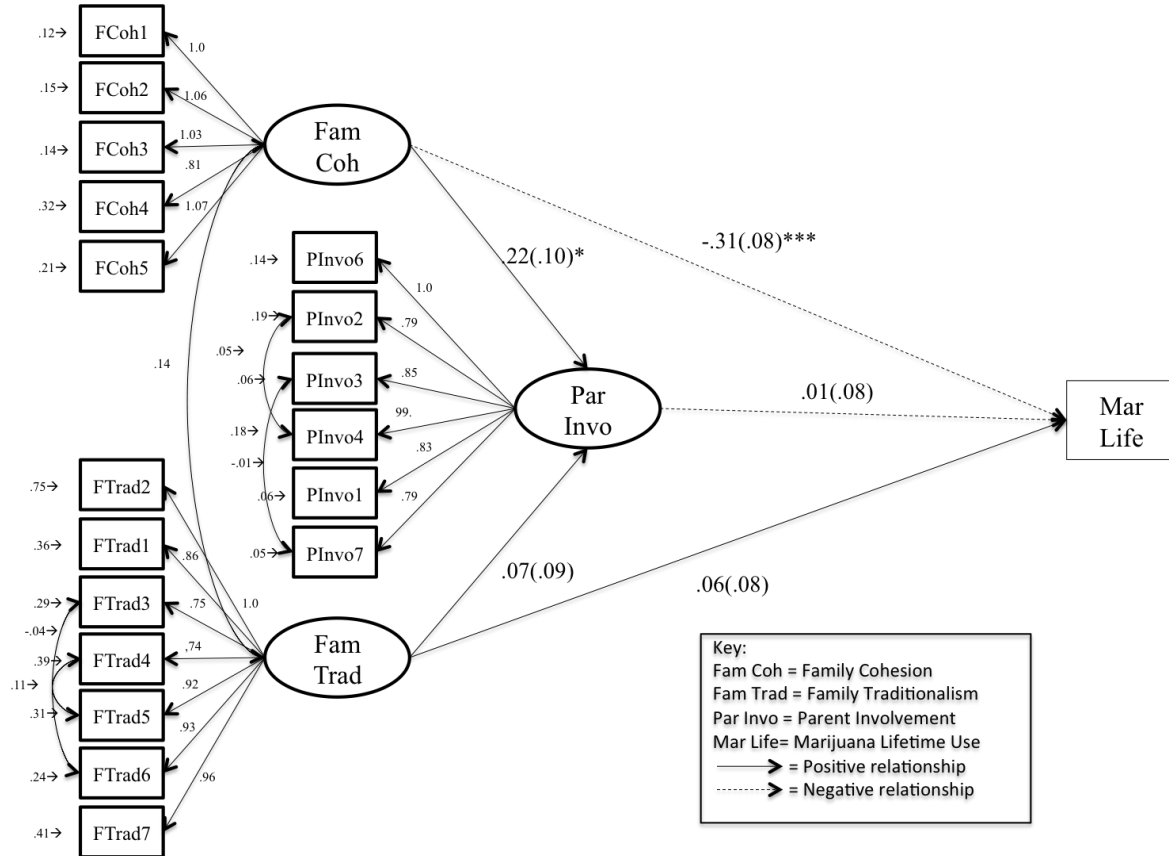 .12→
FCoh1
1.0
.15→
FCoh2
1.06
.14→
FCoh3
1.03
.32→
FCoh4
.81
.21→
FCoh5
1.07
Fam
Coh
-.31(.08)***
.22(.10)*
.14→
PInvo6
1.0
.19→
PInvo2
.79
.05→
.06→
PInvo3
.85
.18→
PInvo4
99.
-.01→
.06→
PInvo1
.83
.05→
PInvo7
.79
.14
Par
Invo
.01(.08)
Mar
Life
.75→
FTrad2
1.0
.36→
FTrad1
.86
.29→
FTrad3
.75
-.04→
.39→
FTrad4
,74
.11→
.31→
FTrad5
.92
.24→
FTrad6
.93
.41→
FTrad7
.96
Fam
Trad
.07(.09)
.06(.08)
Key:
Fam Coh = Family Cohesion
Fam Trad = Family Traditionalism
Par Invo = Parent Involvement
Mar Life= Marijuana Lifetime Use
= Positive relationship
= Negative relationship